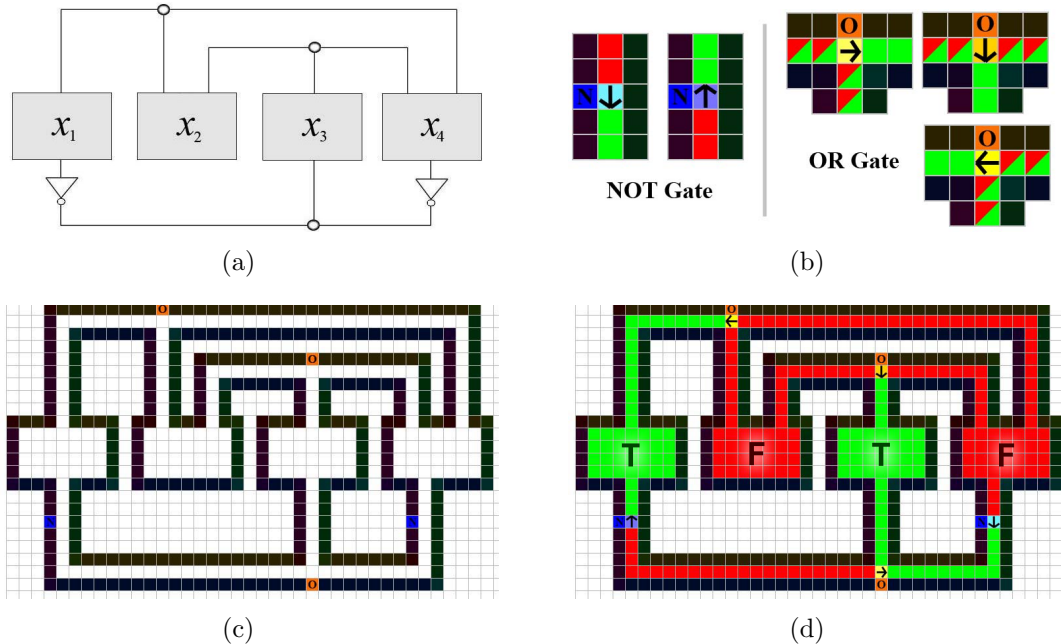 x₁ x₂ x₃ x₄
(a)
O O
N N
O
NOT Gate OR Gate
(b)
O
O
N N
O
(c)
O
O
T F T F
N N
O
(d)